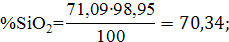 %SiO₂=71,09·98,95/100 = 70,34;